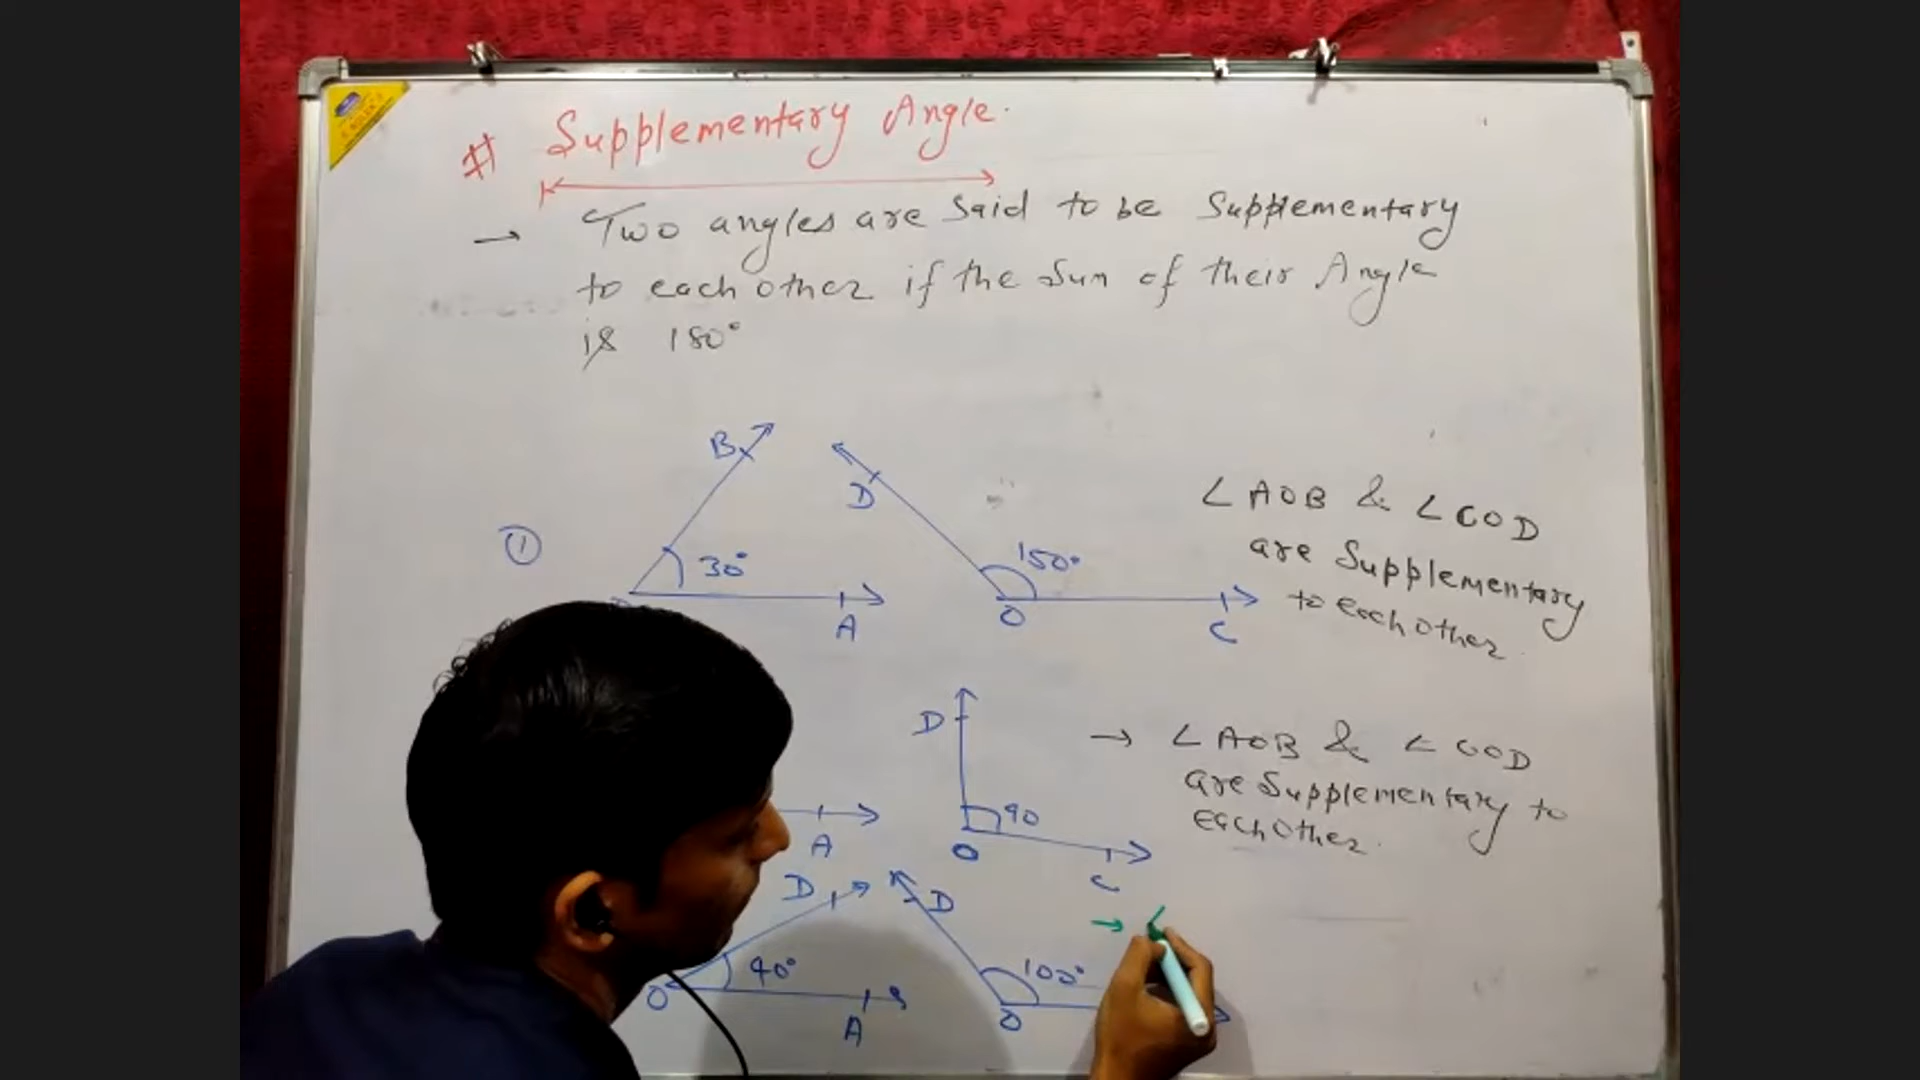 # Supplementary Angle.
→ Two angles are said to be Supplementary
to each other if the Sum of their Angle
is 180°
①
B
30°
A
D
150°
O
C
∠AOB & ∠COD
are Supplementary
to each other
A
D
90
O
C
→ ∠AOB & ∠COD
are Supplementary to
each other.
D
40°
O
A
D
100°
O
→